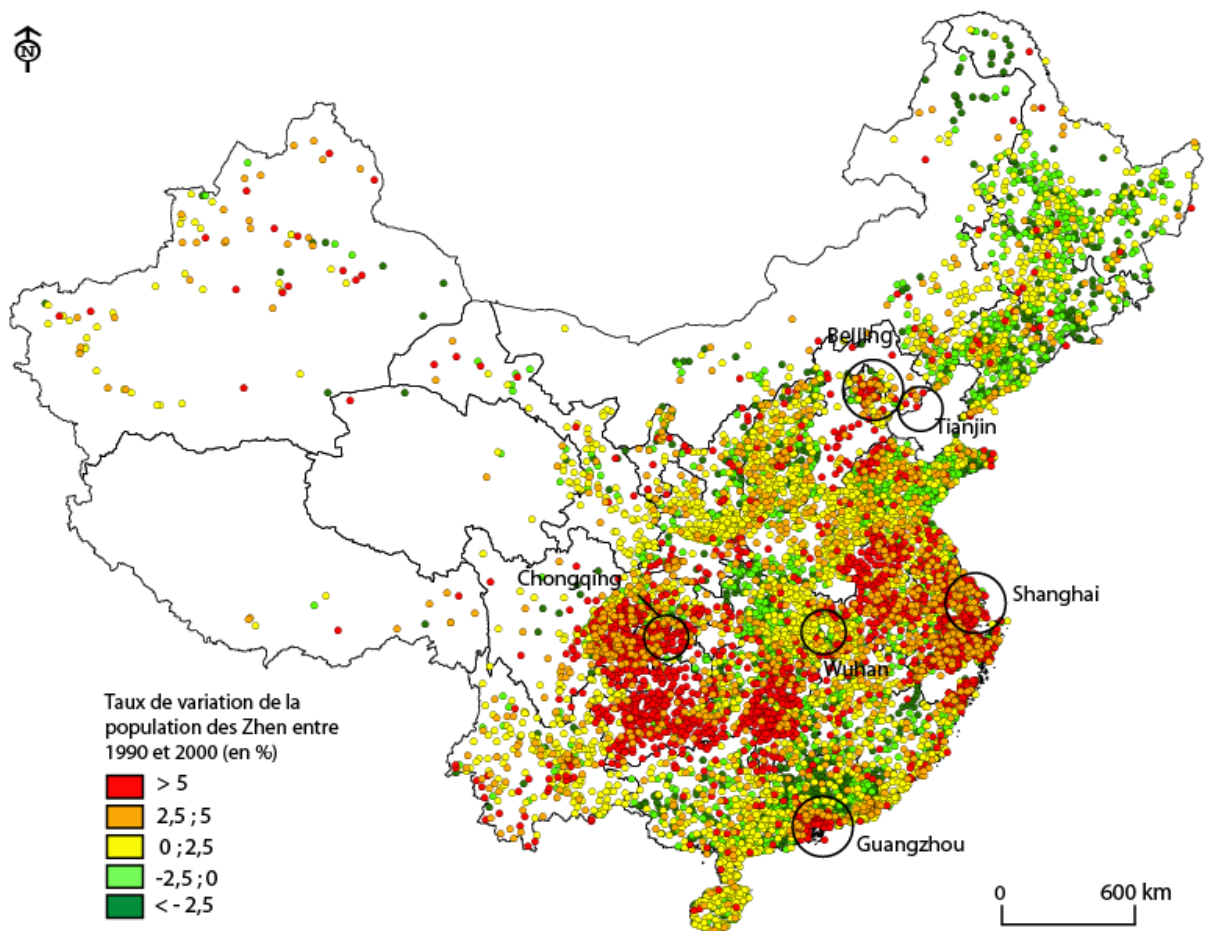 N
Beijing
Tianjin
Chongqing
Shanghai
Wuhan
Guangzhou
Taux de variation de la
population des Zhen entre
1990 et 2000 (en %)
> 5
2,5 ; 5
0 ; 2,5
-2,5 ; 0
< - 2,5
0 600 km